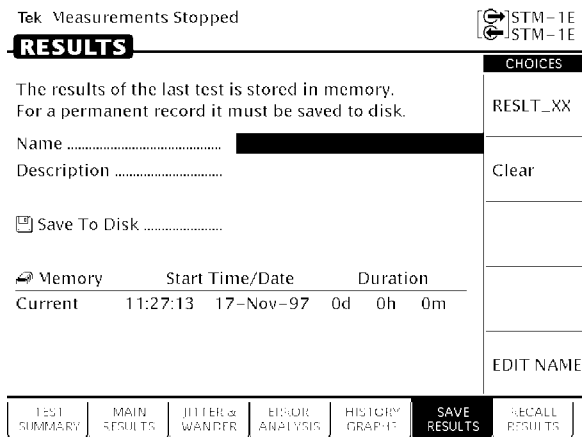 Tek Measurements Stopped
STM-1E
STM-1E
RESULTS
CHOICES
The results of the last test is stored in memory.
For a permanent record it must be saved to disk.
RESLT_XX
Name ..........................................
Description .............................
Clear
Save To Disk .....................
Memory Start Time/Date Duration
Current 11:27:13 17-Nov-97 0d 0h 0m
EDIT NAME
TEST SUMMARY
MAIN RESULTS
JITTER & WANDER
ERROR ANALYSIS
HISTORY GRAPHS
SAVE RESULTS
RECALL RESULTS